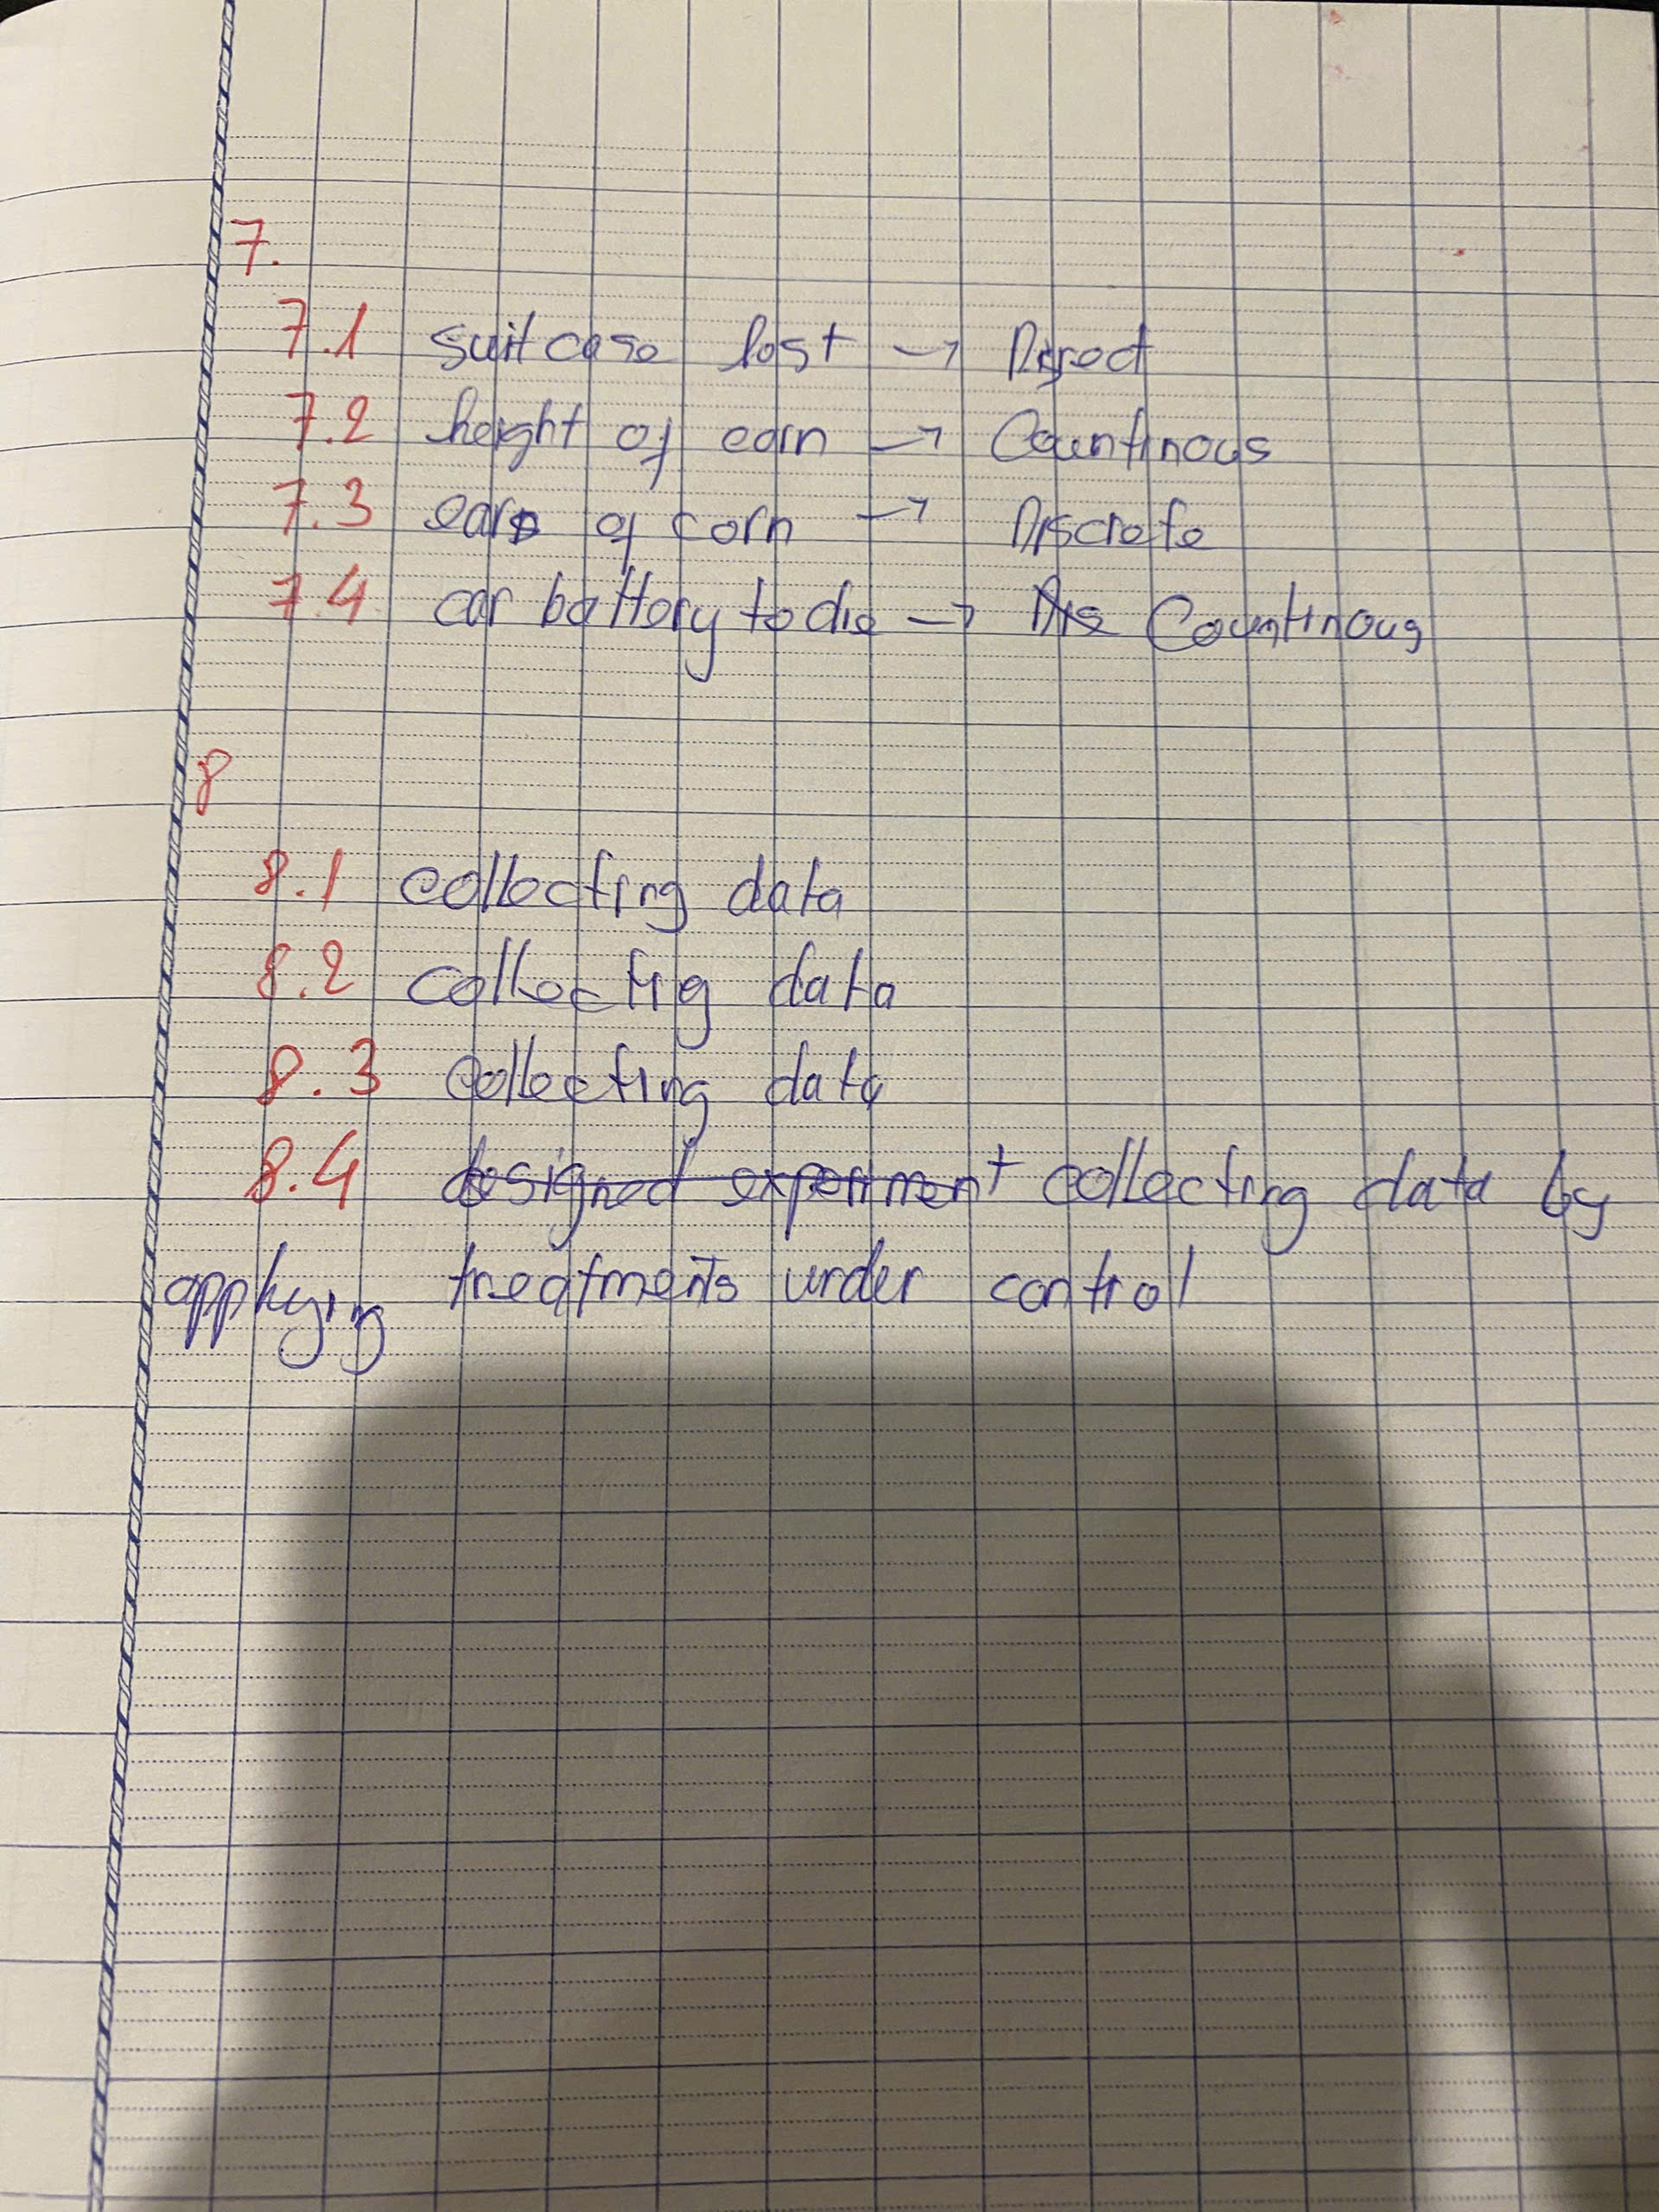 7.
7.1 suitcase lost →
7.2 height of corn → Countinous
7.3 ears of corn → Discrete
7.4 car battery to die → Dis Countinous
8
8.1 collecting data
8.2 collectig data
8.3 collecting data
8.4 designed experiment collecting data by
applying treatments under control